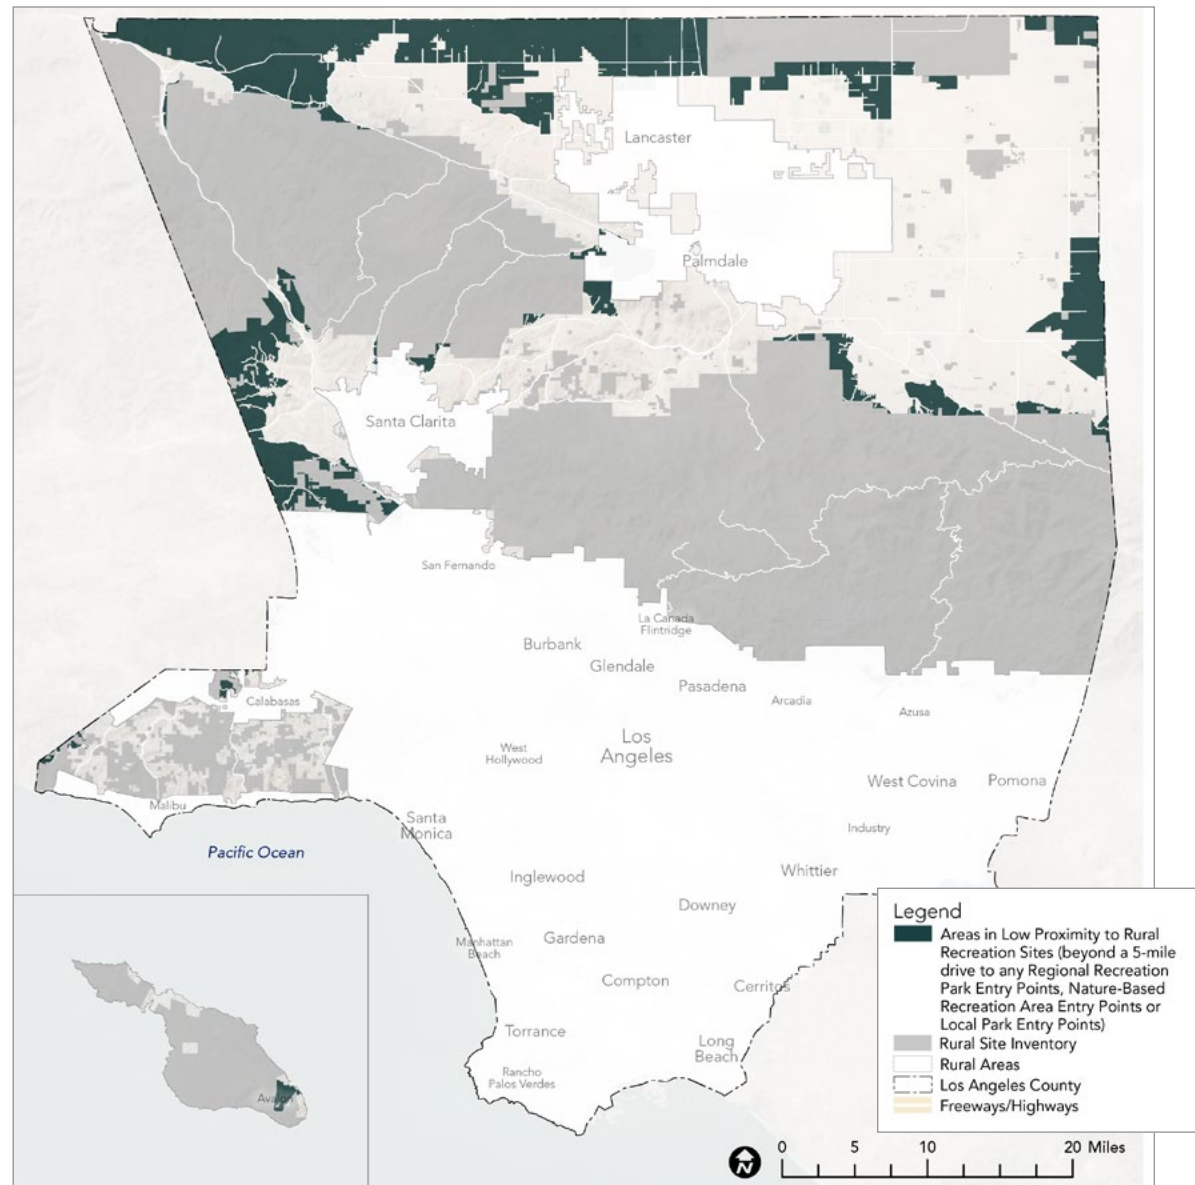 Lancaster
Palmdale
Santa Clarita
San Fernando
La Canada
Flintridge
Burbank
Glendale
Pasadena
Arcadia
Azusa
Calabasas
Los
Angeles
West
Hollywood
West Covina
Pomona
Malibu
Santa
Monica
Industry
Pacific Ocean
Whittier
Inglewood
Downey
Gardena
Manhattan
Beach
Compton
Cerritos
Torrance
Long
Beach
Rancho
Palos Verdes
Avalon
Legend
Areas in Low Proximity to Rural
Recreation Sites (beyond a 5-mile
drive to any Regional Recreation
Park Entry Points, Nature-Based
Recreation Area Entry Points or
Local Park Entry Points)
Rural Site Inventory
Rural Areas
Los Angeles County
Freeways/Highways
N
0 5 10 20 Miles